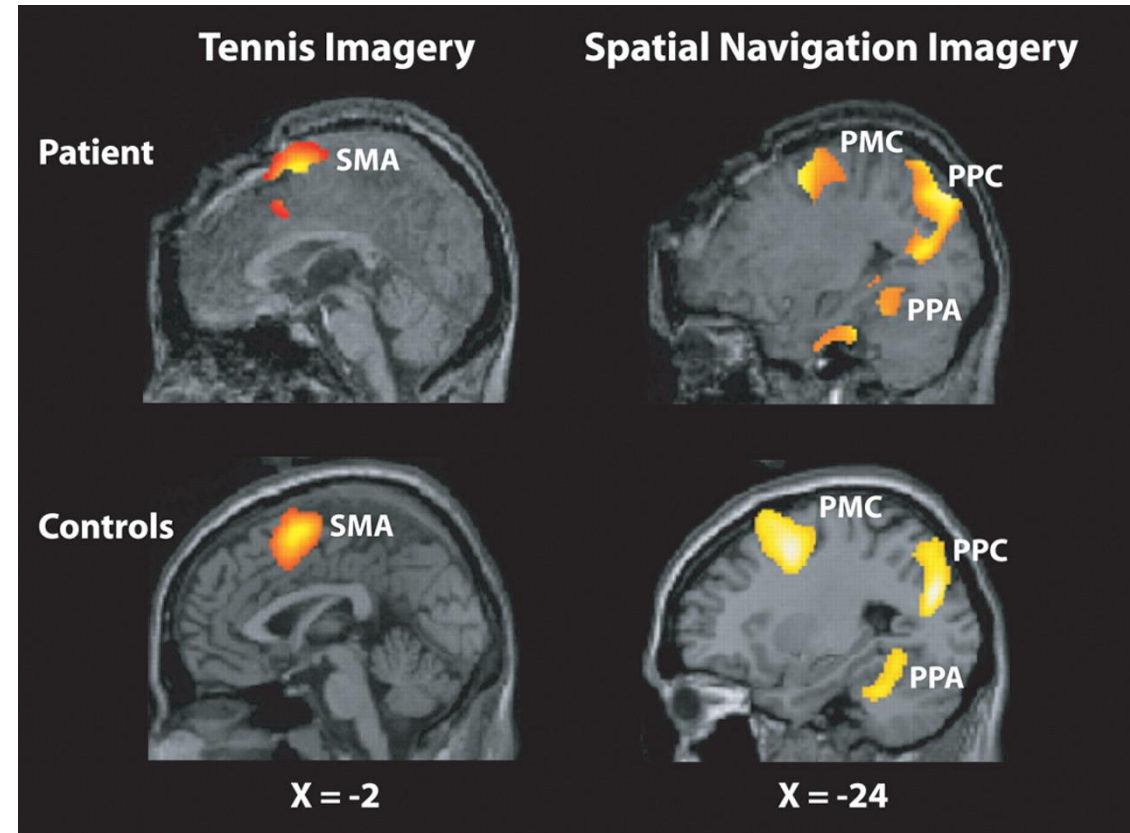 Tennis Imagery
Spatial Navigation Imagery
Patient
SMA
PMC
PPC
PPA
Controls
SMA
PMC
PPC
PPA
X = -2
X = -24